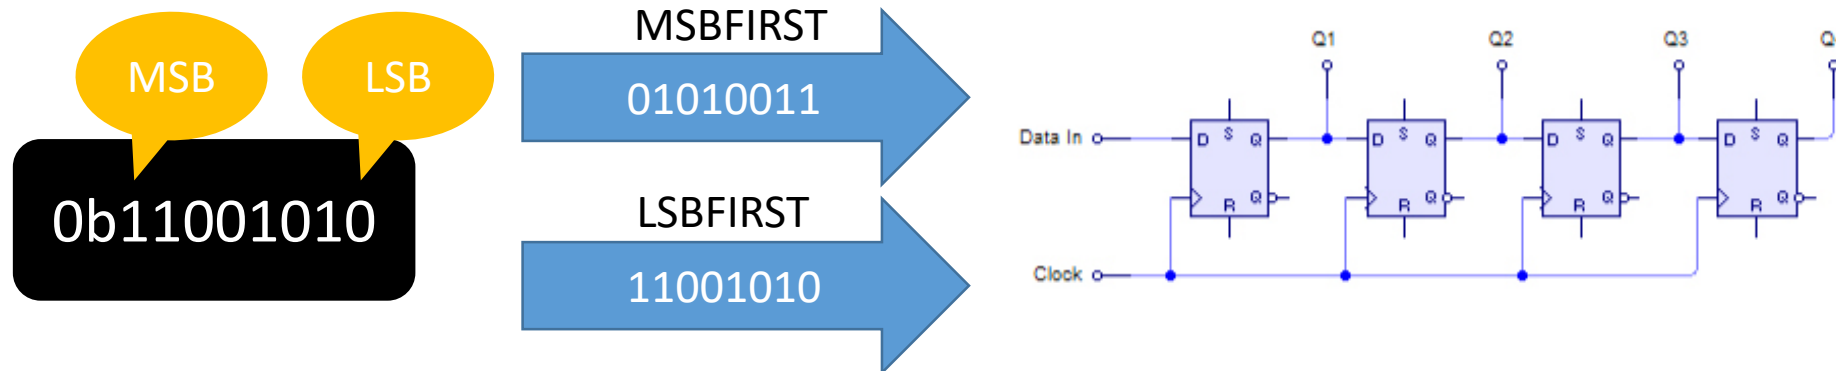 MSB
LSB
0b11001010
MSBFIRST
01010011
LSBFIRST
11001010
Q1
Q2
Q3
Data In
D S Q
R Q
D S Q
R Q
D S Q
R Q
D S Q
R Q
Clock